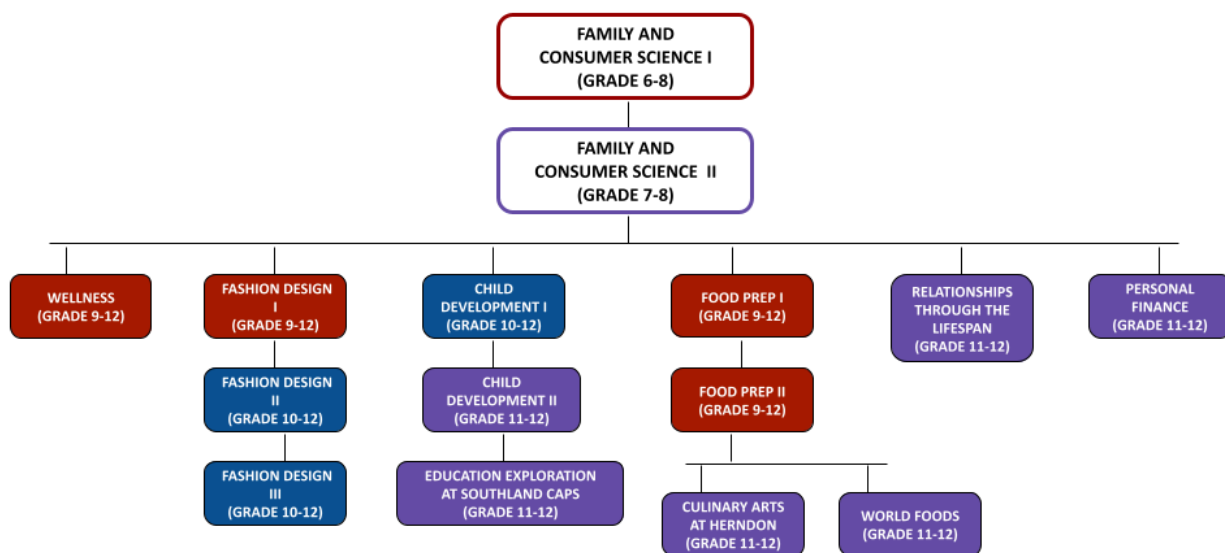 FAMILY AND
CONSUMER SCIENCE I
(GRADE 6-8)
FAMILY AND
CONSUMER SCIENCE  II
(GRADE 7-8)
WELLNESS
(GRADE 9-12)
FASHION DESIGN
I
(GRADE 9-12)
CHILD
DEVELOPMENT I
(GRADE 10-12)
FOOD PREP I
(GRADE 9-12)
RELATIONSHIPS
THROUGH THE
LIFESPAN
(GRADE 11-12)
PERSONAL
FINANCE
(GRADE 11-12)
FASHION DESIGN
II
(GRADE 10-12)
CHILD
DEVELOPMENT II
(GRADE 11-12)
FOOD PREP II
(GRADE 9-12)
FASHION DESIGN
III
(GRADE 10-12)
EDUCATION EXPLORATION
AT SOUTHLAND CAPS
(GRADE 11-12)
CULINARY ARTS
AT HERNDON
(GRADE 11-12)
WORLD FOODS
(GRADE 11-12)